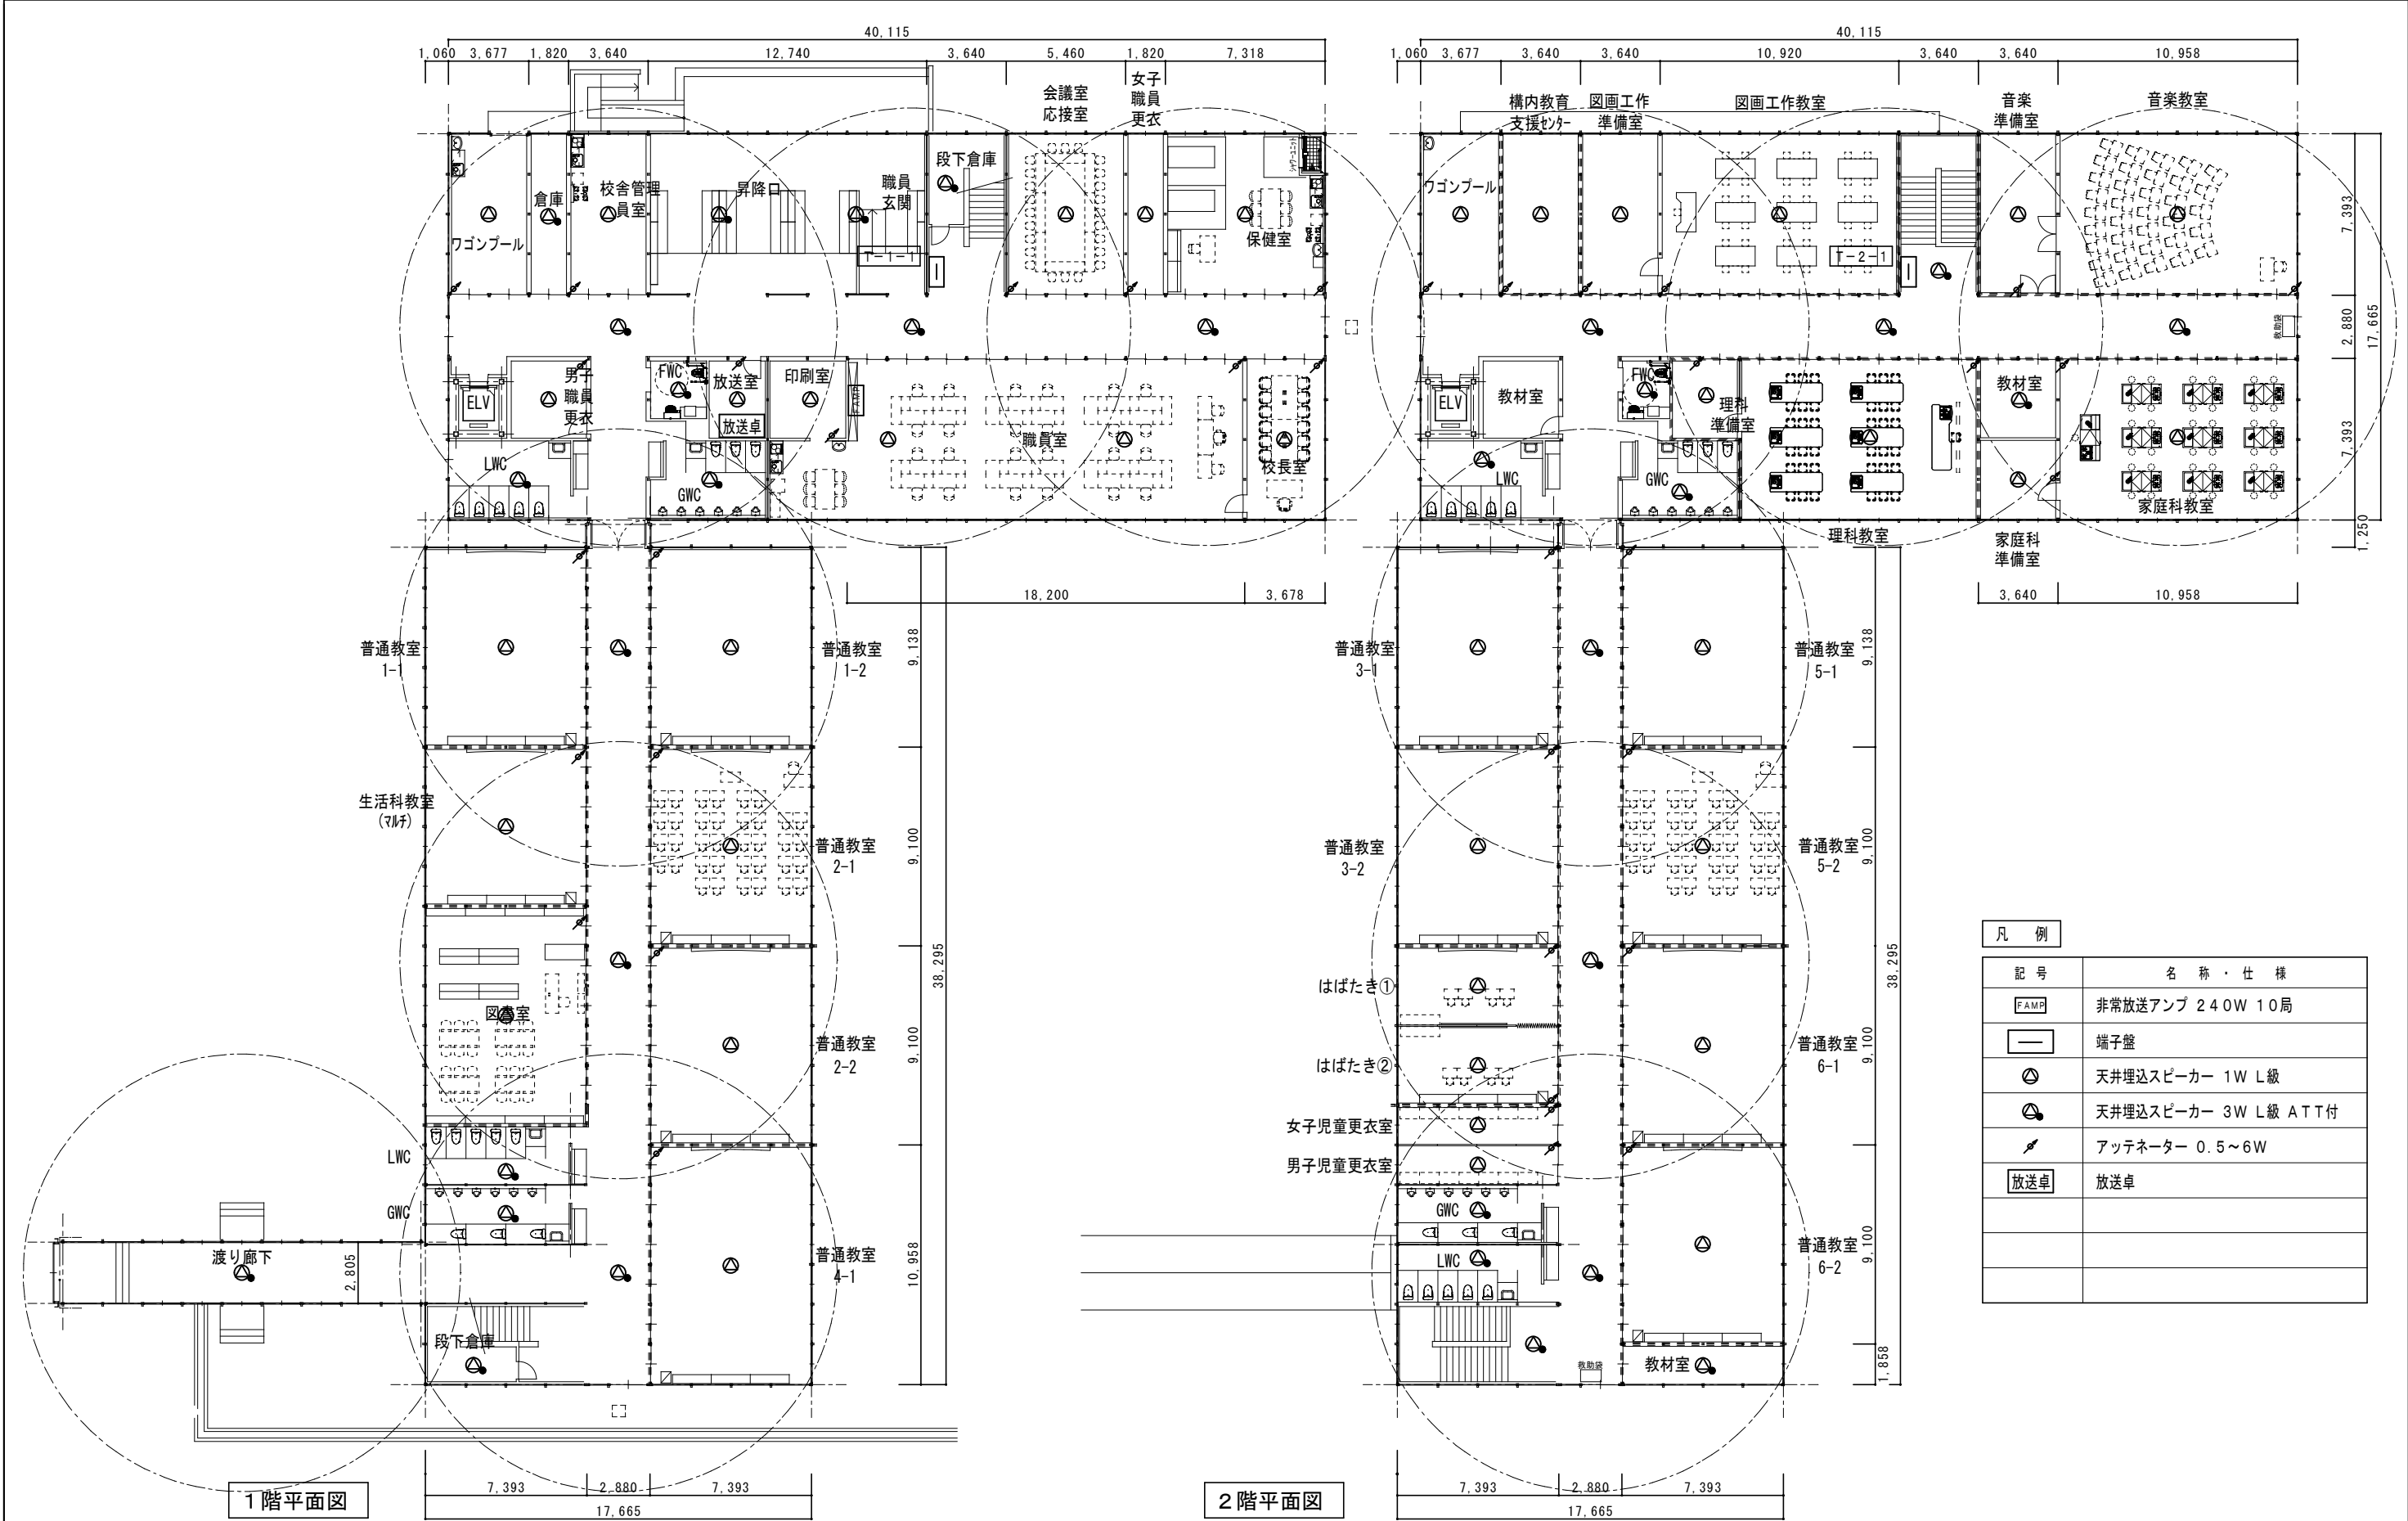 40,115
1,060 3,677 1,820 3,640 12,740 3,640 5,460 1,820 7,318
会議室
応接室
女子
職員
更衣
ワゴンプール
倉庫
校舎管理
員室
昇降口
職員
玄関
T-1-1
段下倉庫
シャワーユニット
保健室
男子
職員
更衣
ELV
LWC
FWC
放送室
放送卓
GWC
印刷室
FAMP
職員室
校長室
18,200 3,678
普通教室
1-1
普通教室
1-2
9,138
生活科教室
(マルチ)
普通教室
2-1
9,100
図書室
普通教室
2-2
9,100
38,295
LWC
GWC
普通教室
4-1
10,958
渡り廊下
2,805
段下倉庫
7,393 2,880 7,393
17,665
1階平面図
40,115
1,060 3,677 3,640 3,640 10,920 3,640 3,640 10,958
構内教育
支援センター
図画工作
準備室
図画工作教室
音楽
準備室
音楽教室
ワゴンプール
T-2-1
救助袋
7,393
2,880
7,393
17,665
1,250
ELV
教材室
LWC
FWC
GWC
理科
準備室
理科教室
教材室
家庭科
準備室
家庭科教室
3,640 10,958
普通教室
3-1
普通教室
5-1
9,138
普通教室
3-2
普通教室
5-2
9,100
はばたき①
はばたき②
普通教室
6-1
9,100
38,295
女子児童更衣室
男子児童更衣室
GWC
LWC
普通教室
6-2
9,100
救助袋
教材室
1,858
7,393 2,880 7,393
17,665
2階平面図
凡 例
記 号 名 称 ・ 仕 様
FAMP 非常放送アンプ 240W 10局
端子盤
天井埋込スピーカー 1W L級
天井埋込スピーカー 3W L級 ATT付
アッテネーター 0.5~6W
放送卓 放送卓